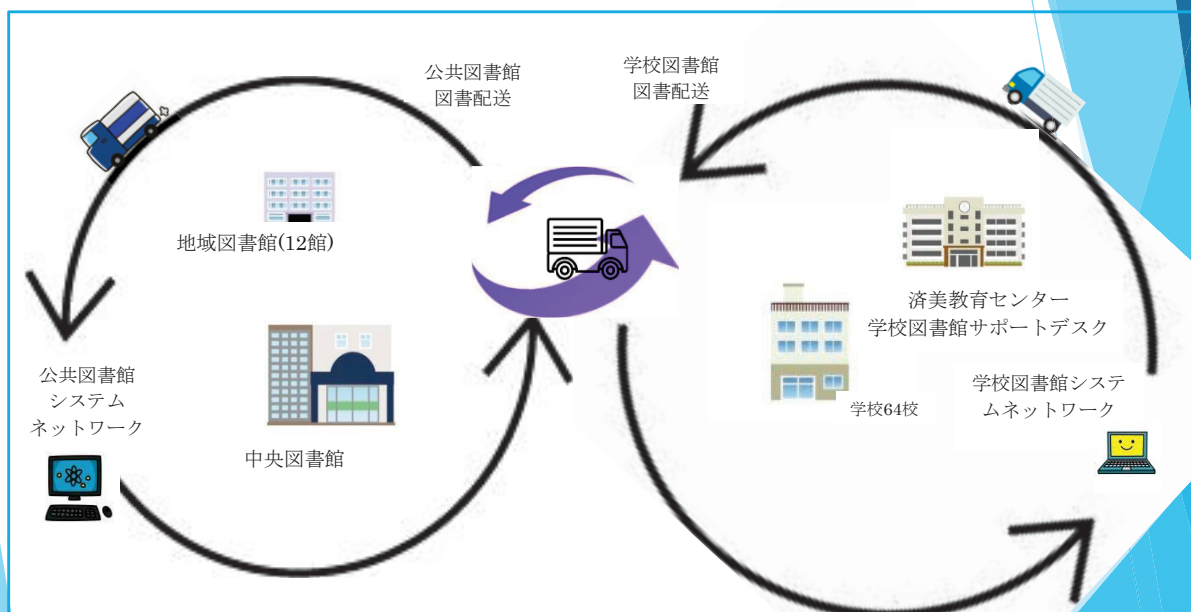 公共図書館
図書配送
学校図書館
図書配送
地域図書館(12館)
公共図書館
システム
ネットワーク
中央図書館
済美教育センター
学校図書館サポートデスク
学校64校
学校図書館システ
ムネットワーク